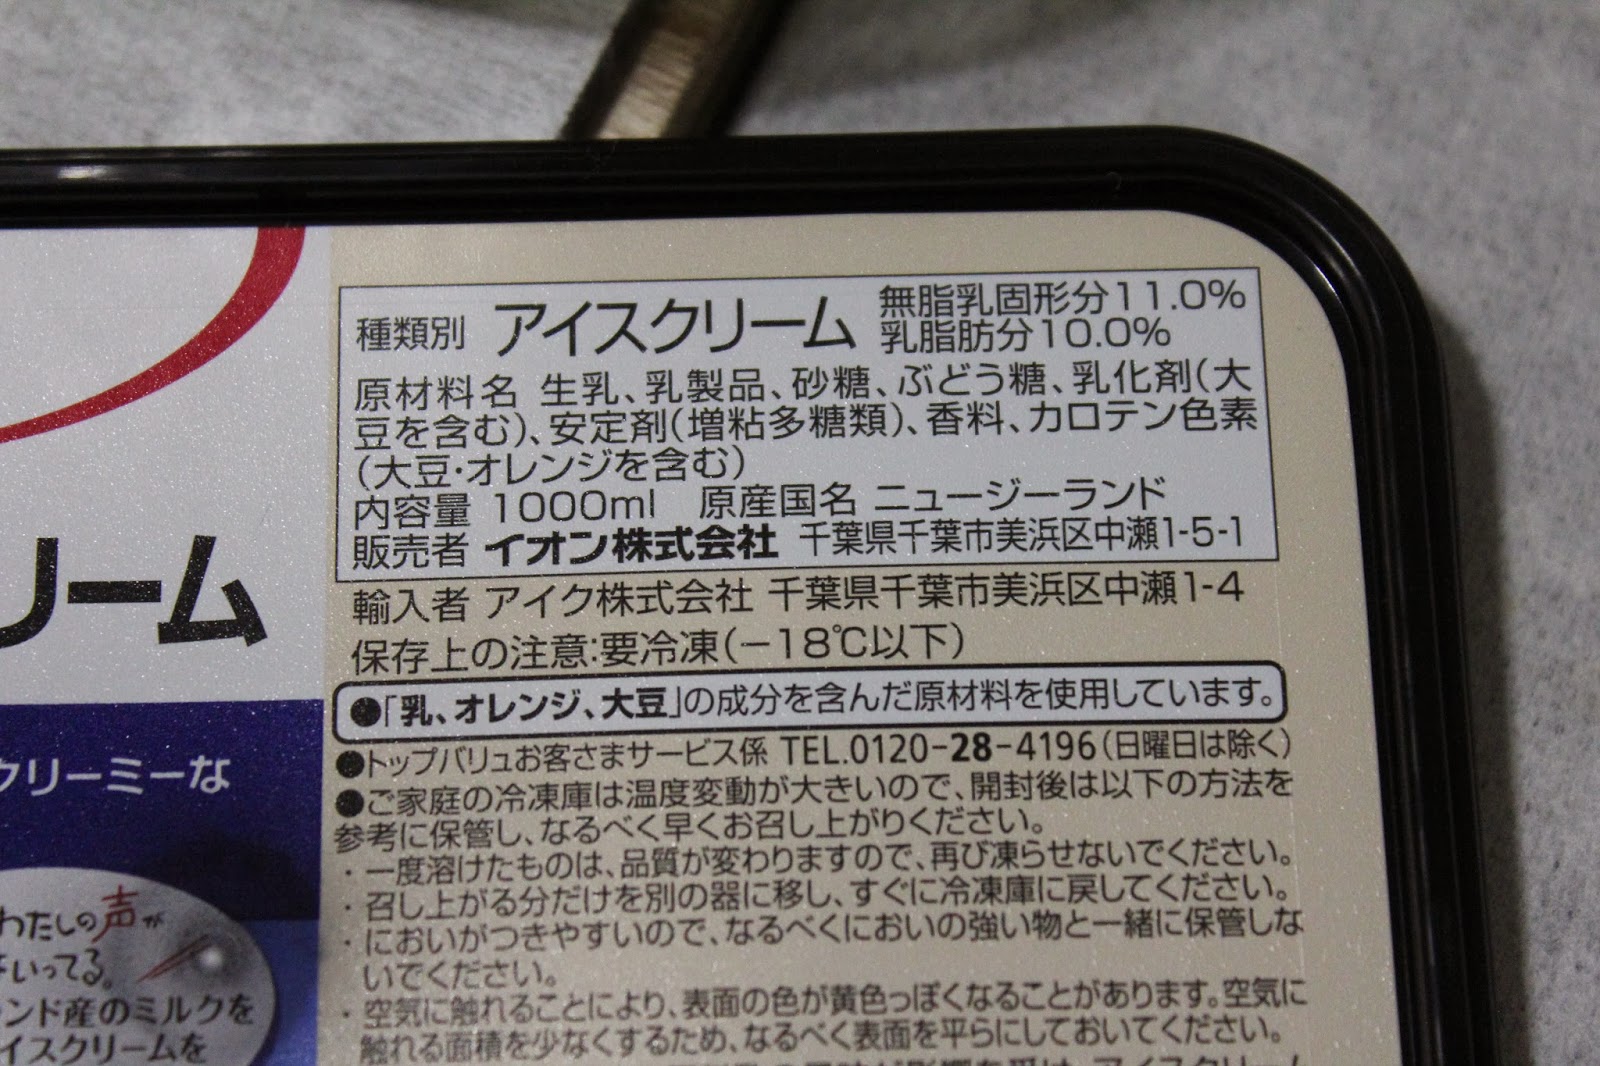 種類別 アイスクリーム 無脂乳固形分11.0%
乳脂肪分10.0%
原材料名 生乳、乳製品、砂糖、ぶどう糖、乳化剤(大
豆を含む)、安定剤(増粘多糖類)、香料、カロテン色素
(大豆・オレンジを含む)
内容量 1000ml 原産国名 ニュージーランド
販売者 イオン株式会社 千葉県千葉市美浜区中瀬1-5-1
輸入者 アイク株式会社 千葉県千葉市美浜区中瀬1-4
保存上の注意:要冷凍(−18℃以下)
●「乳、オレンジ、大豆」の成分を含んだ原材料を使用しています。
●トップバリュお客さまサービス係 TEL.0120-28-4196(日曜日は除く)
●ご家庭の冷凍庫は温度変動が大きいので、開封後は以下の方法を
参考に保管し、なるべく早くお召し上がりください。
・一度溶けたものは、品質が変わりますので、再び凍らせないでください。
・召し上がる分だけを別の器に移し、すぐに冷凍庫に戻してください。
・においがつきやすいので、なるべくにおいの強い物と一緒に保管しな
いでください。
・空気に触れることにより、表面の色が黄色っぽくなることがあります。空気に
触れる面積を少なくするため、なるべく表面を平らにしておいてください。
リーム
クリーミーな
わたしの声が
いってる。
ンド産のミルクを
イスクリームを